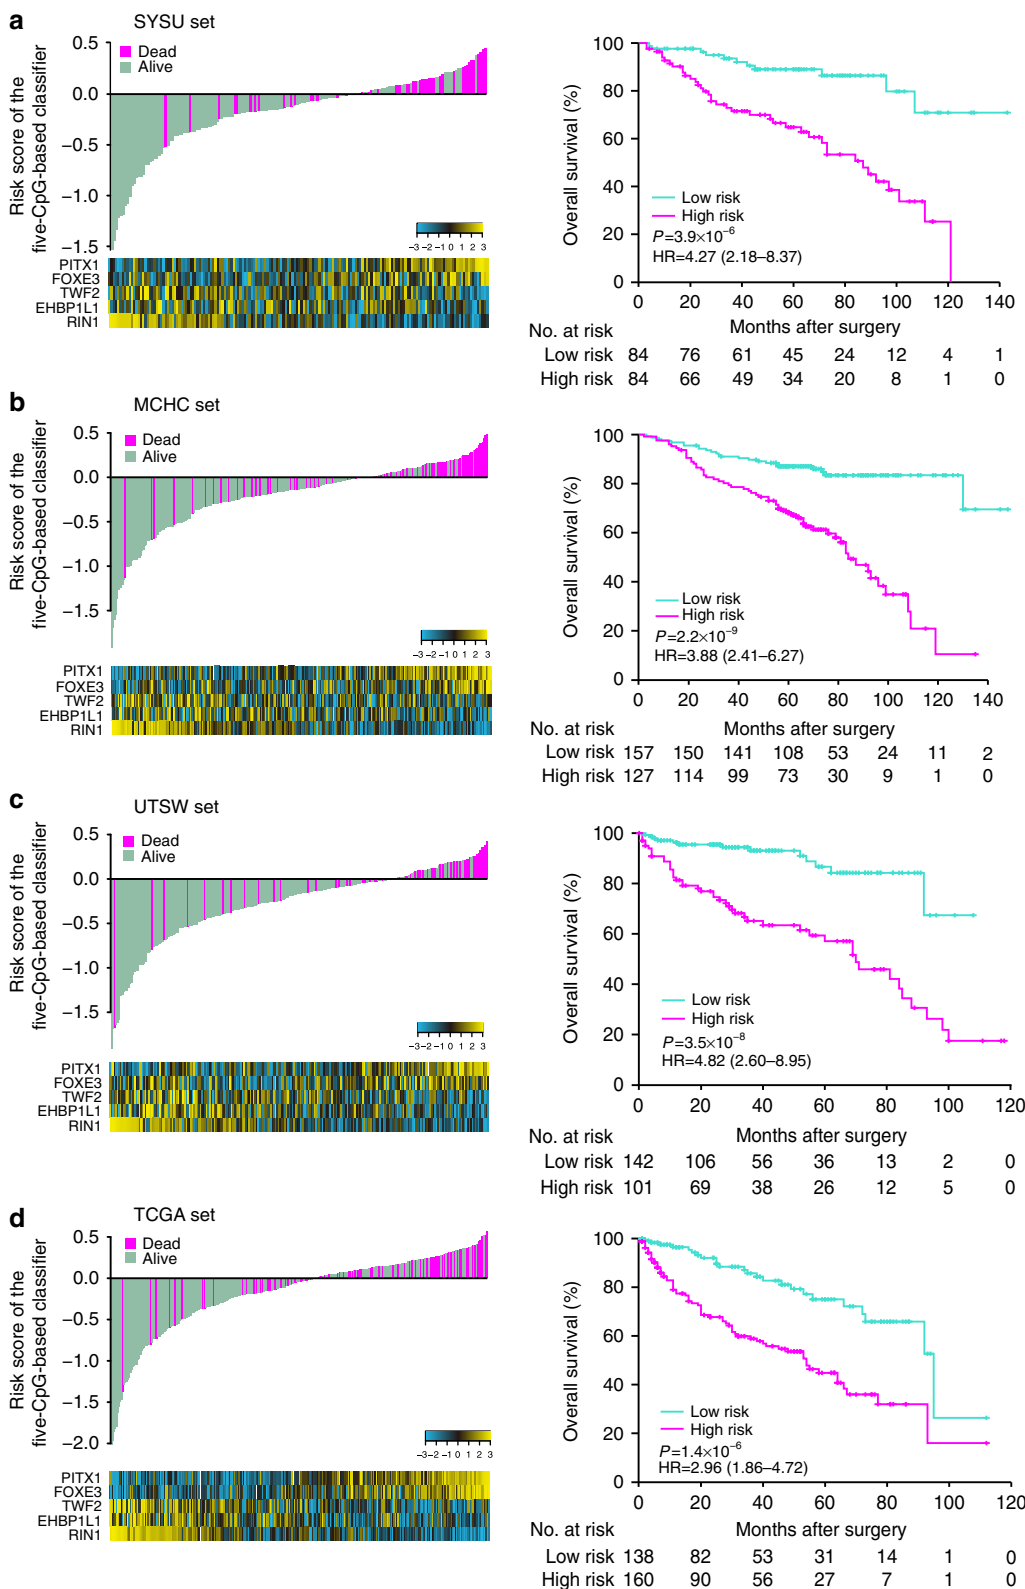 a
SYSU set
Risk score of the
five-CpG-based classifier
0.5
0.0
−0.5
−1.0
−1.5
Dead
Alive
−3 −2 −1 0 1 2 3
PITX1
FOXE3
TWF2
EHBP1L1
RIN1
Overall survival (%)
100
80
60
40
20
0
Low risk
High risk
P=3.9×10⁻⁶
HR=4.27 (2.18–8.37)
0 20 40 60 80 100 120 140
Months after surgery
No. at risk
Low risk 84 76 61 45 24 12 4 1
High risk 84 66 49 34 20 8 1 0
b
MCHC set
Risk score of the
five-CpG-based classifier
0.5
0.0
−0.5
−1.0
−1.5
Dead
Alive
−3 −2 −1 0 1 2 3
PITX1
FOXE3
TWF2
EHBP1L1
RIN1
Overall survival (%)
100
80
60
40
20
0
Low risk
High risk
P=2.2×10⁻⁹
HR=3.88 (2.41–6.27)
0 20 40 60 80 100 120 140
Months after surgery
No. at risk
Low risk 157 150 141 108 53 24 11 2
High risk 127 114 99 73 30 9 1 0
c
UTSW set
Risk score of the
five-CpG-based classifier
0.5
0.0
−0.5
−1.0
−1.5
Dead
Alive
−3 −2 −1 0 1 2 3
PITX1
FOXE3
TWF2
EHBP1L1
RIN1
Overall survival (%)
100
80
60
40
20
0
Low risk
High risk
P=3.5×10⁻⁸
HR=4.82 (2.60–8.95)
0 20 40 60 80 100 120
Months after surgery
No. at risk
Low risk 142 106 56 36 13 2 0
High risk 101 69 38 26 12 5 0
d
TCGA set
Risk score of the
five-CpG-based classifier
0.5
0.0
−0.5
−1.0
−1.5
−2.0
Dead
Alive
−3 −2 −1 0 1 2 3
PITX1
FOXE3
TWF2
EHBP1L1
RIN1
Overall survival (%)
100
80
60
40
20
0
Low risk
High risk
P=1.4×10⁻⁶
HR=2.96 (1.86–4.72)
0 20 40 60 80 100 120
Months after surgery
No. at risk
Low risk 138 82 53 31 14 1 0
High risk 160 90 56 27 7 1 0